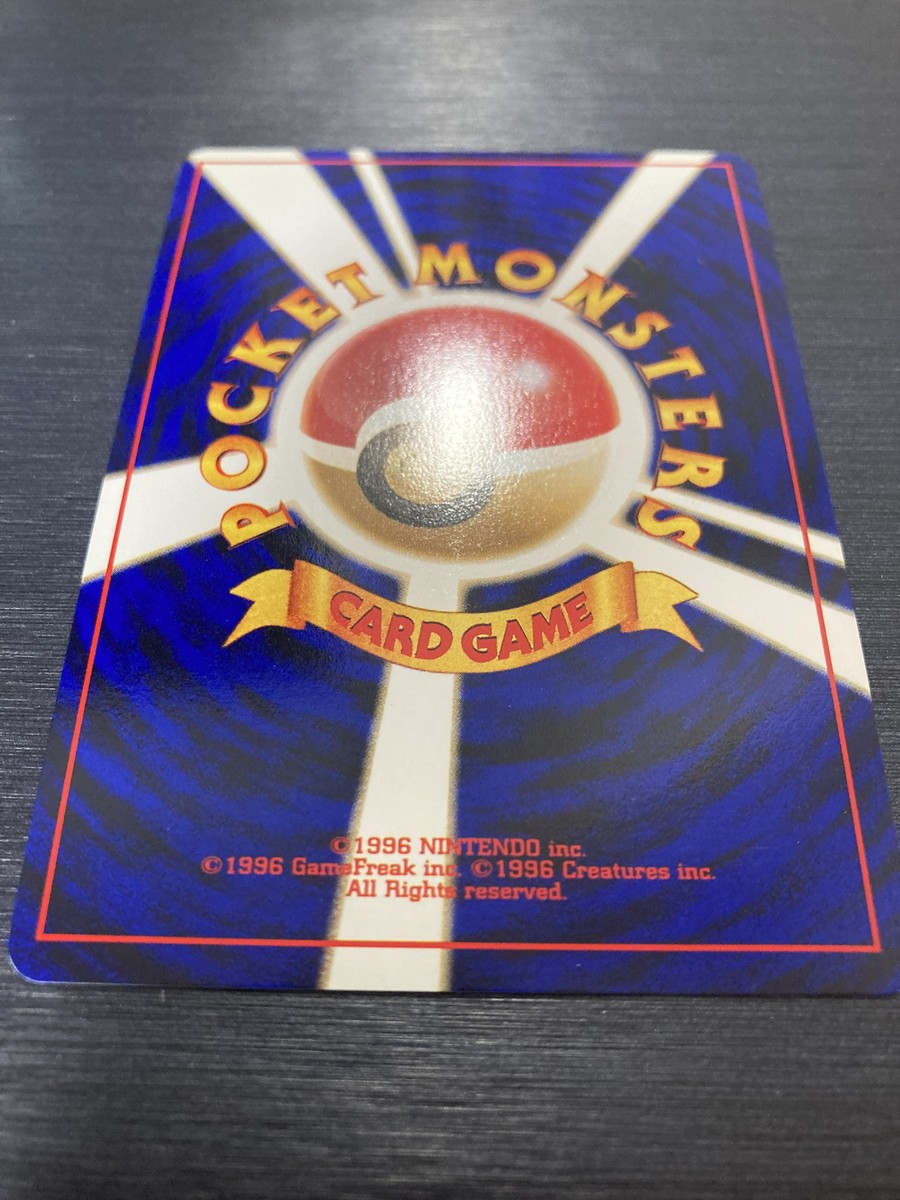 POCKET MONSTERS
CARD GAME
©1996 NINTENDO inc.
©1996 GameFreak inc. ©1996 Creatures inc.
All Rights reserved.